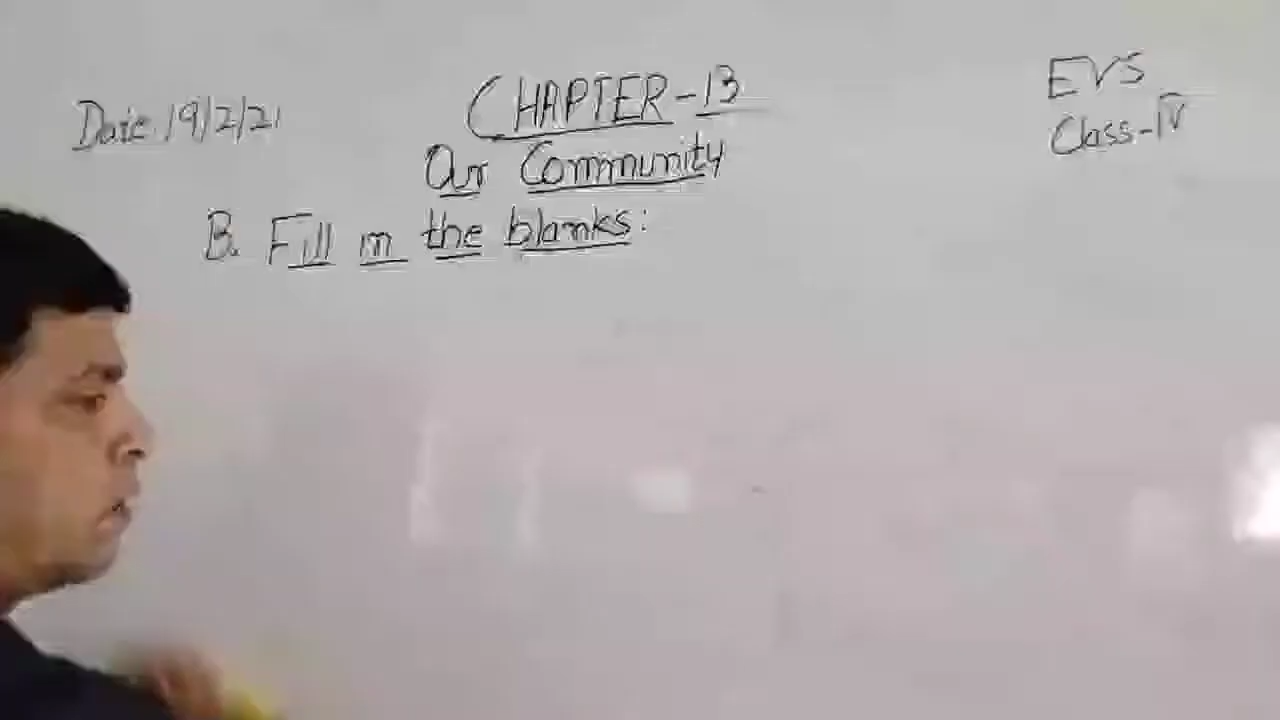 Date 19/2/21
CHAPTER-13
EVS
Class-IV
Our Community
B. Fill in the blanks: